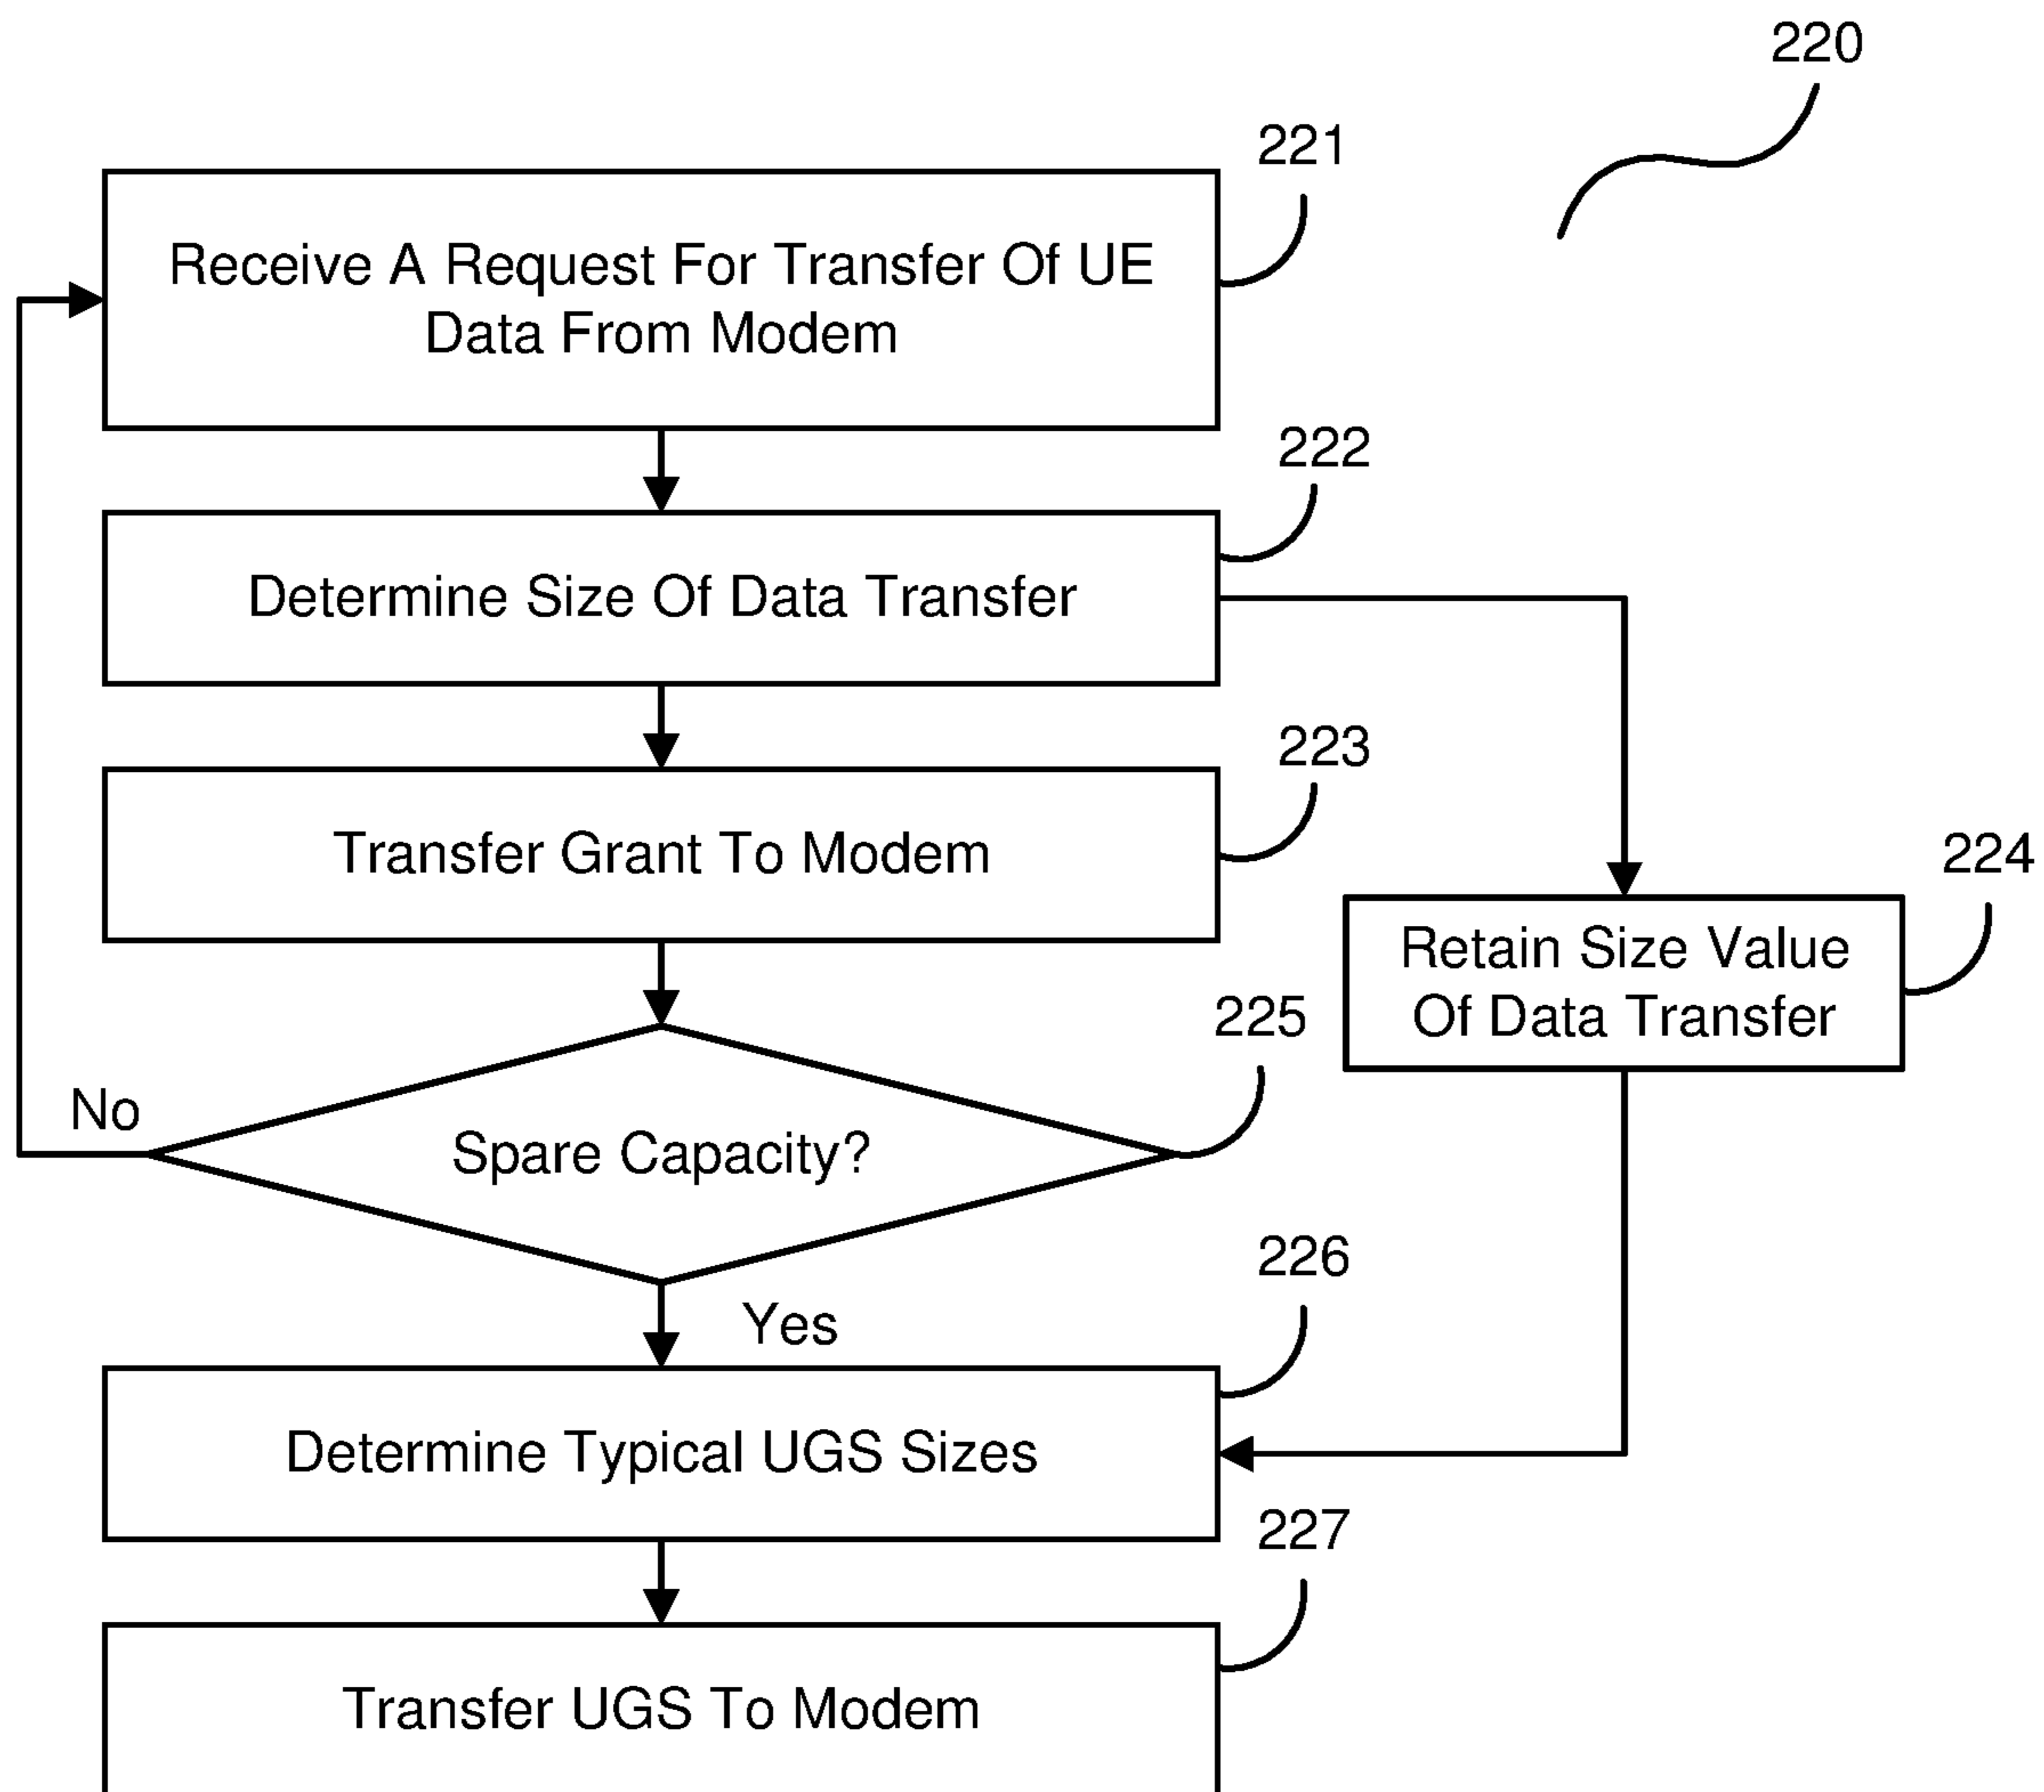 220
221
Receive A Request For Transfer Of UE
Data From Modem
222
Determine Size Of Data Transfer
223
Transfer Grant To Modem
224
Retain Size Value
Of Data Transfer
225
No
Spare Capacity?
226
Yes
Determine Typical UGS Sizes
227
Transfer UGS To Modem